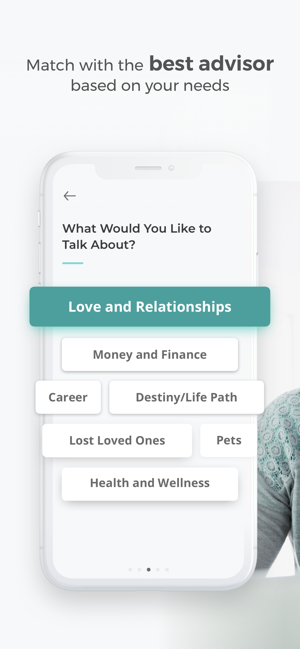 Match with the best advisor
based on your needs
What Would You Like to
Talk About?
Love and Relationships
Money and Finance
Career
Destiny/Life Path
Lost Loved Ones
Pets
Health and Wellness